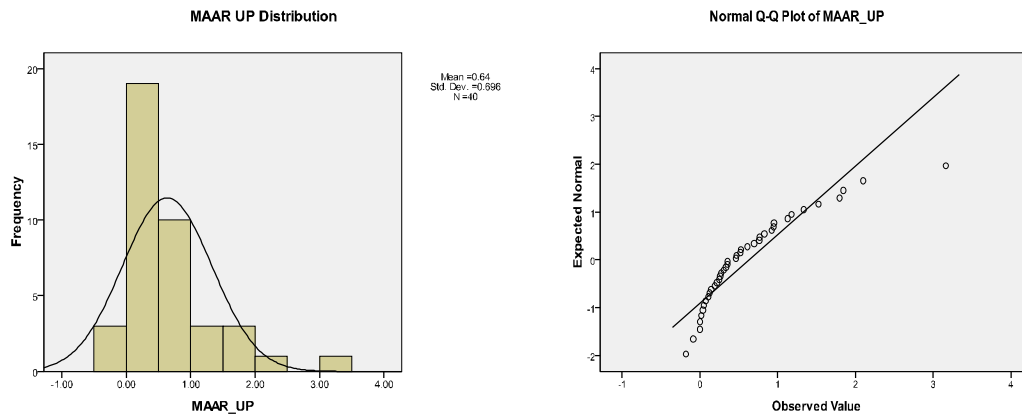 MAAR UP Distribution
20
15
10
5
0
-1.00 0.00 1.00 2.00 3.00 4.00
Frequency
MAAR_UP
Mean =0.64
Std. Dev. =0.696
N =40
Normal Q-Q Plot of MAAR_UP
4
3
2
1
0
-1
-2
-1 0 1 2 3 4
Expected Normal
Observed Value